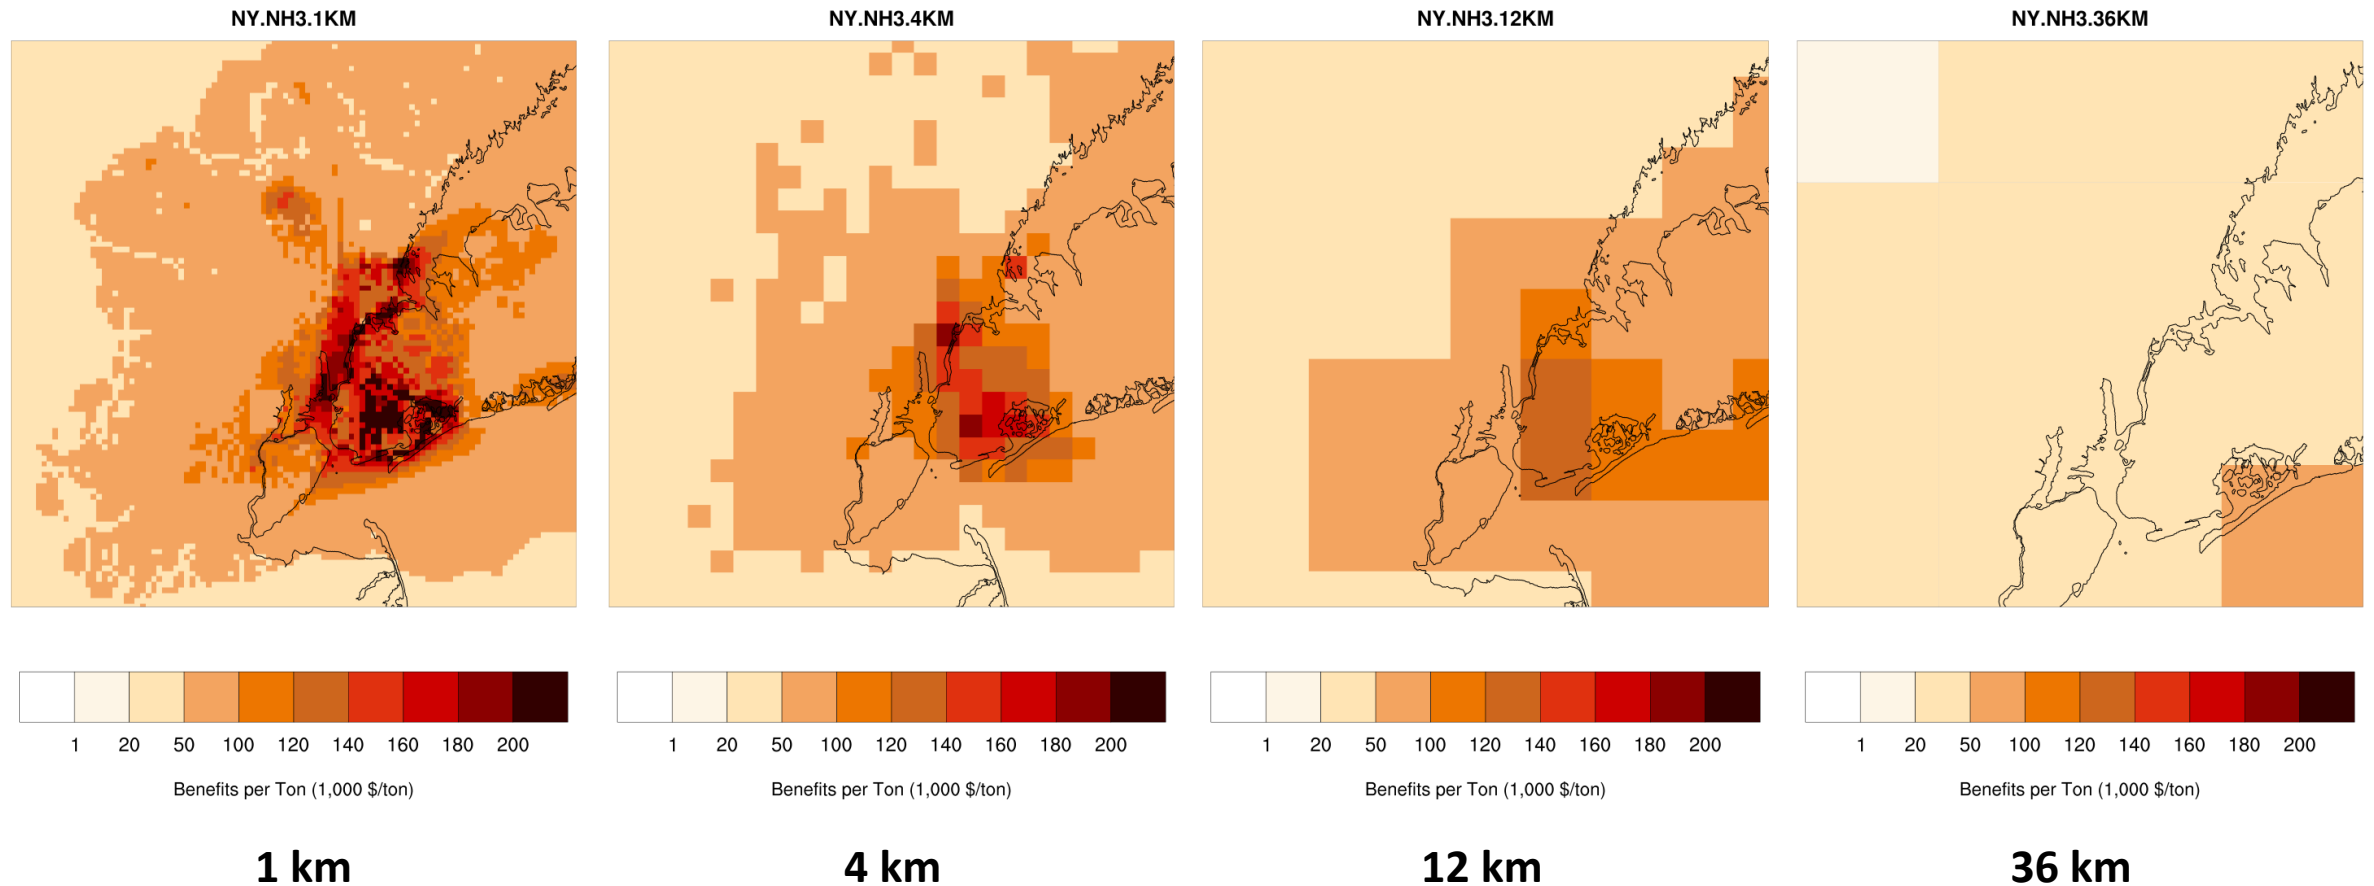 NY.NH3.1KM
NY.NH3.4KM
NY.NH3.12KM
NY.NH3.36KM
1 20 50 100 120 140 160 180 200
1 20 50 100 120 140 160 180 200
1 20 50 100 120 140 160 180 200
1 20 50 100 120 140 160 180 200
Benefits per Ton (1,000 $/ton)
Benefits per Ton (1,000 $/ton)
Benefits per Ton (1,000 $/ton)
Benefits per Ton (1,000 $/ton)
1 km
4 km
12 km
36 km